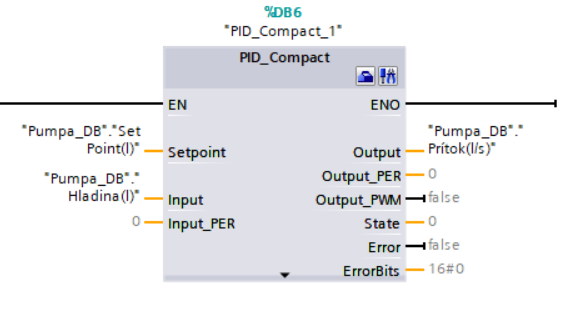 %DB6
"PID_Compact_1"
PID_Compact
EN
ENO
"Pumpa_DB"."Set
Point(l)"
Setpoint
Output
"Pumpa_DB"."
Prítok(l/s)"
Output_PER
0
"Pumpa_DB"."
Hladina(l)"
Input
Output_PWM
false
0
Input_PER
State
0
Error
false
ErrorBits
16#0